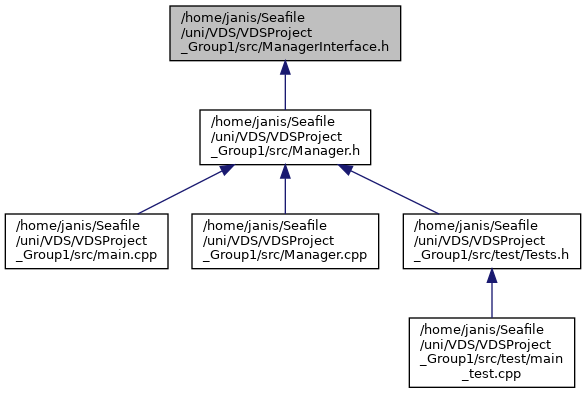 /home/janis/Seafile
/uni/VDS/VDSProject
_Group1/src/ManagerInterface.h
/home/janis/Seafile
/uni/VDS/VDSProject
_Group1/src/Manager.h
/home/janis/Seafile
/uni/VDS/VDSProject
_Group1/src/main.cpp
/home/janis/Seafile
/uni/VDS/VDSProject
_Group1/src/Manager.cpp
/home/janis/Seafile
/uni/VDS/VDSProject
_Group1/src/test/Tests.h
/home/janis/Seafile
/uni/VDS/VDSProject
_Group1/src/test/main
_test.cpp